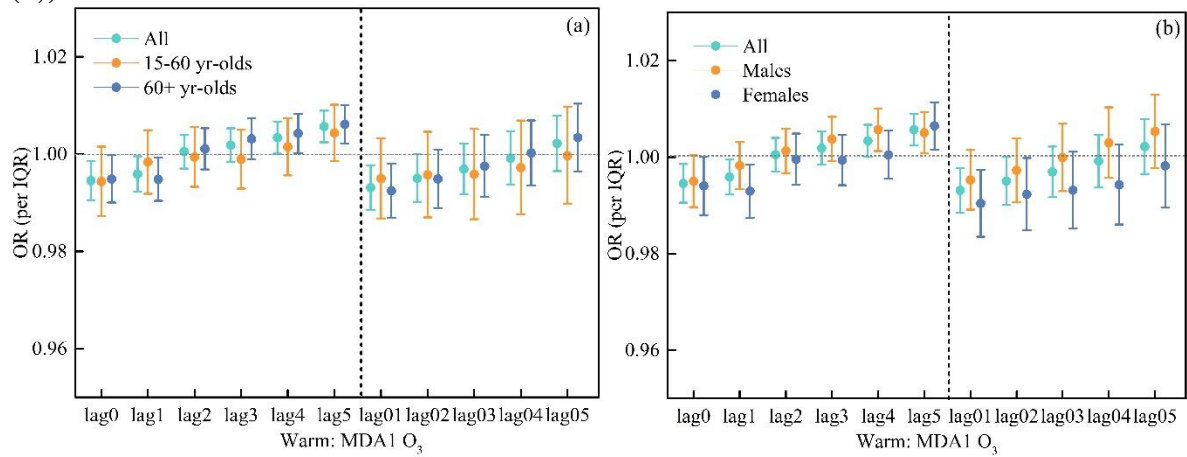 (a)
1.02
All
15-60 yr-olds
60+ yr-olds
1.00
0.98
0.96
OR (per IQR)
lag0 lag1 lag2 lag3 lag4 lag5 lag01 lag02 lag03 lag04 lag05
Warm: MDA1 O3
(b)
1.02
All
Males
Females
1.00
0.98
0.96
OR (per IQR)
lag0 lag1 lag2 lag3 lag4 lag5 lag01 lag02 lag03 lag04 lag05
Warm: MDA1 O3